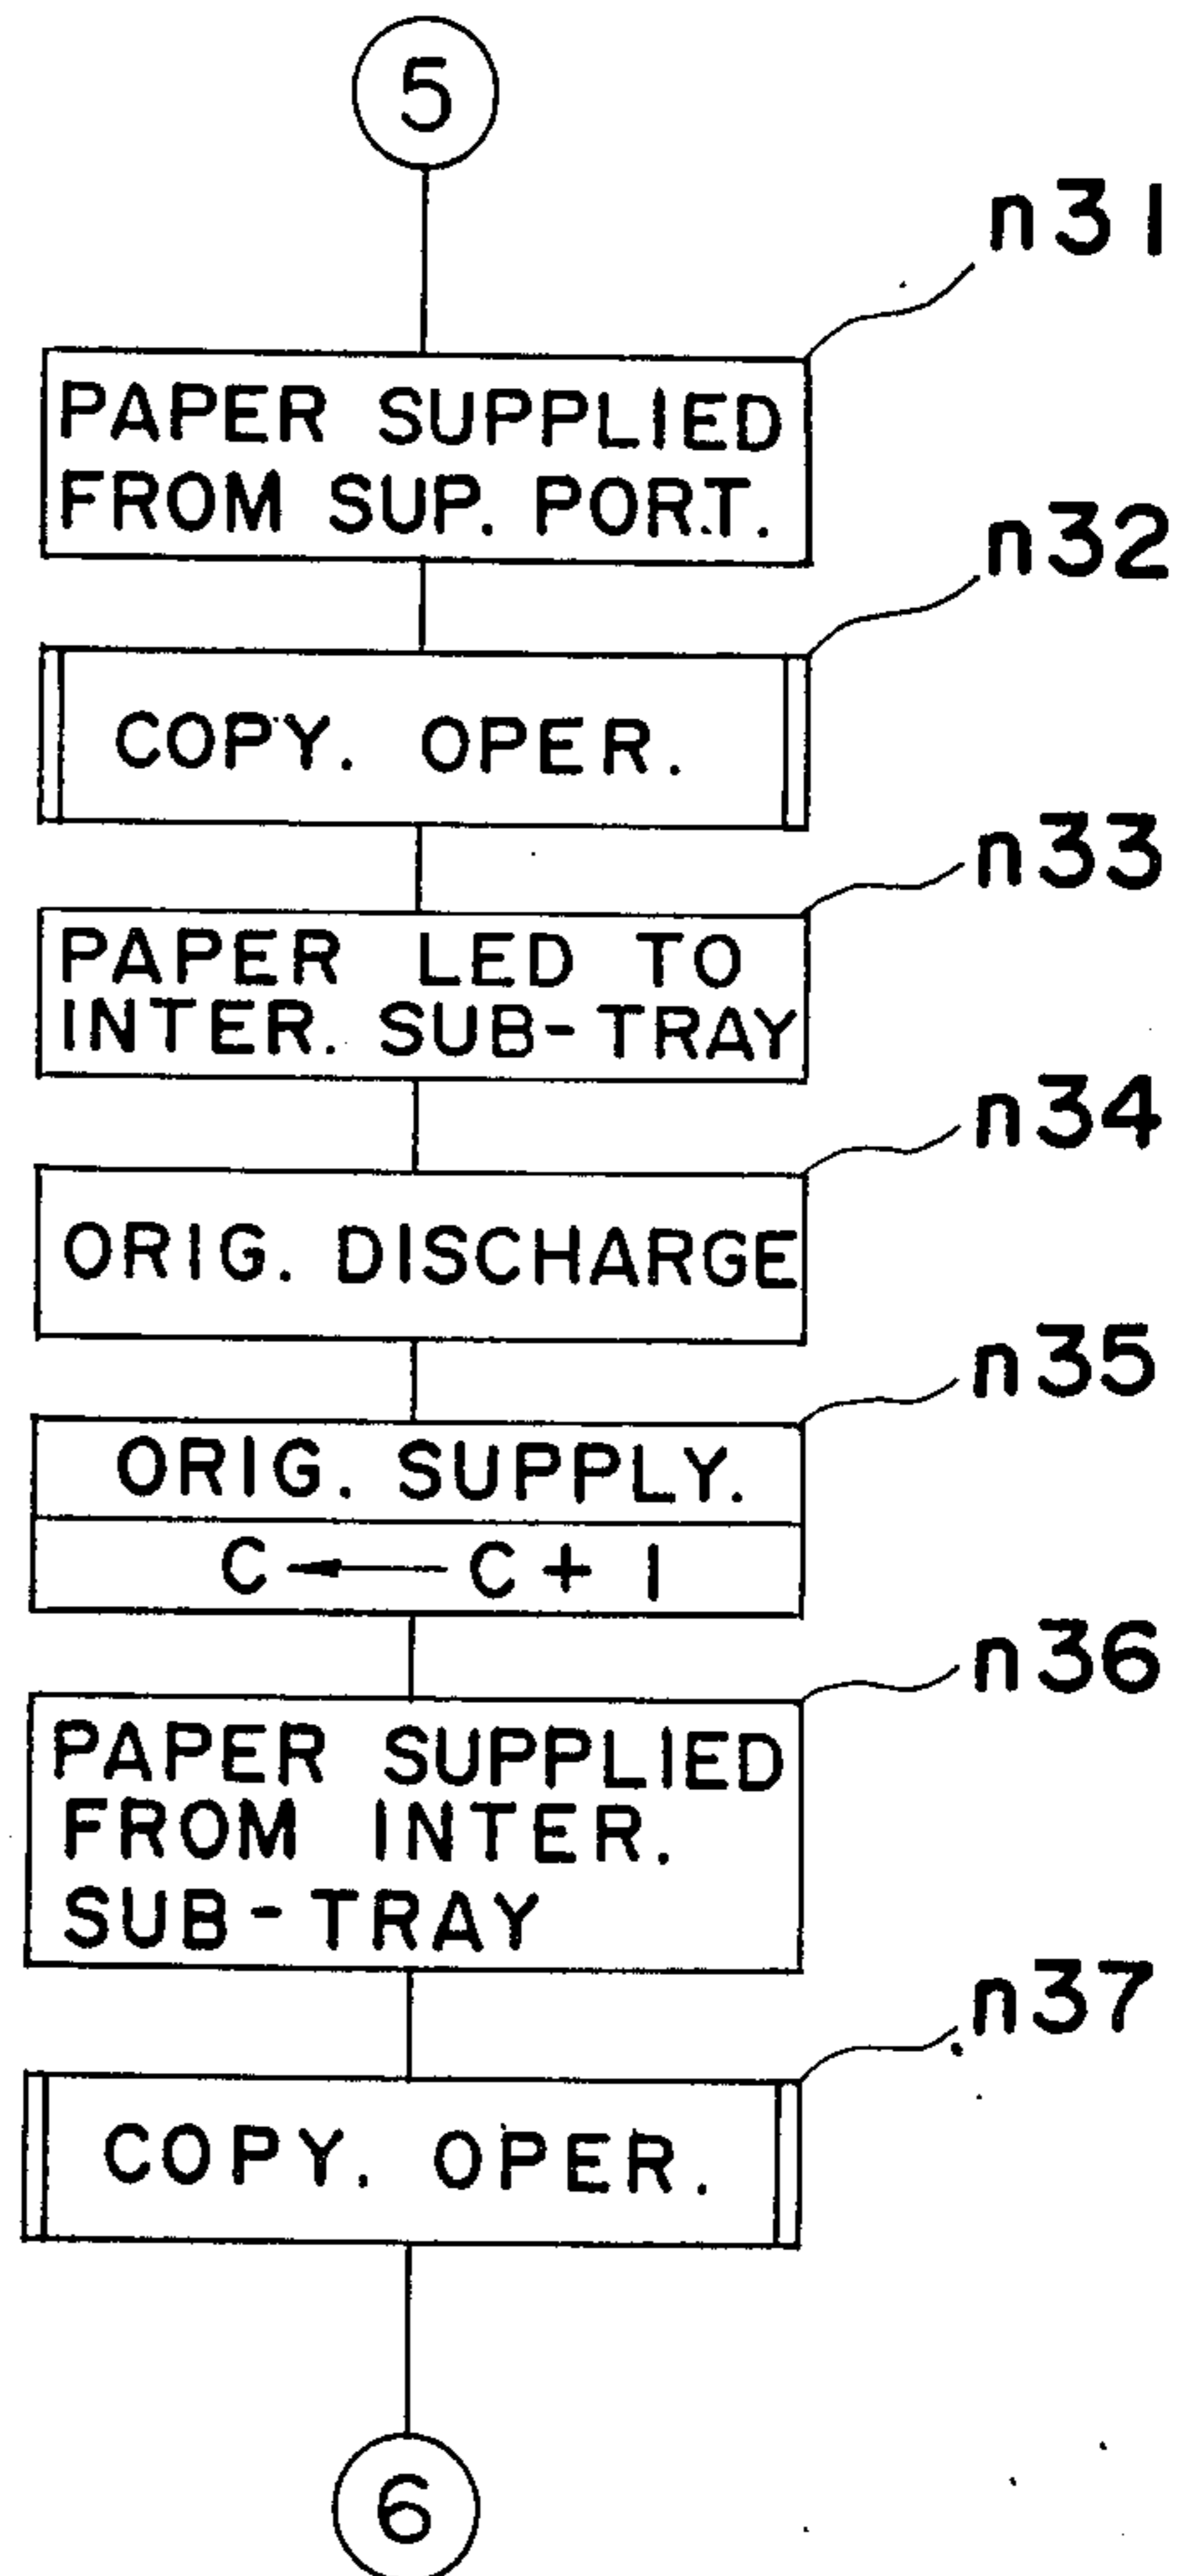 5
n31
PAPER SUPPLIED
FROM SUP. PORT.
n32
COPY. OPER.
n33
PAPER LED TO
INTER. SUB-TRAY
n34
ORIG. DISCHARGE
n35
ORIG. SUPPLY.
C ← C + 1
n36
PAPER SUPPLIED
FROM INTER.
SUB-TRAY
n37
COPY. OPER.
6